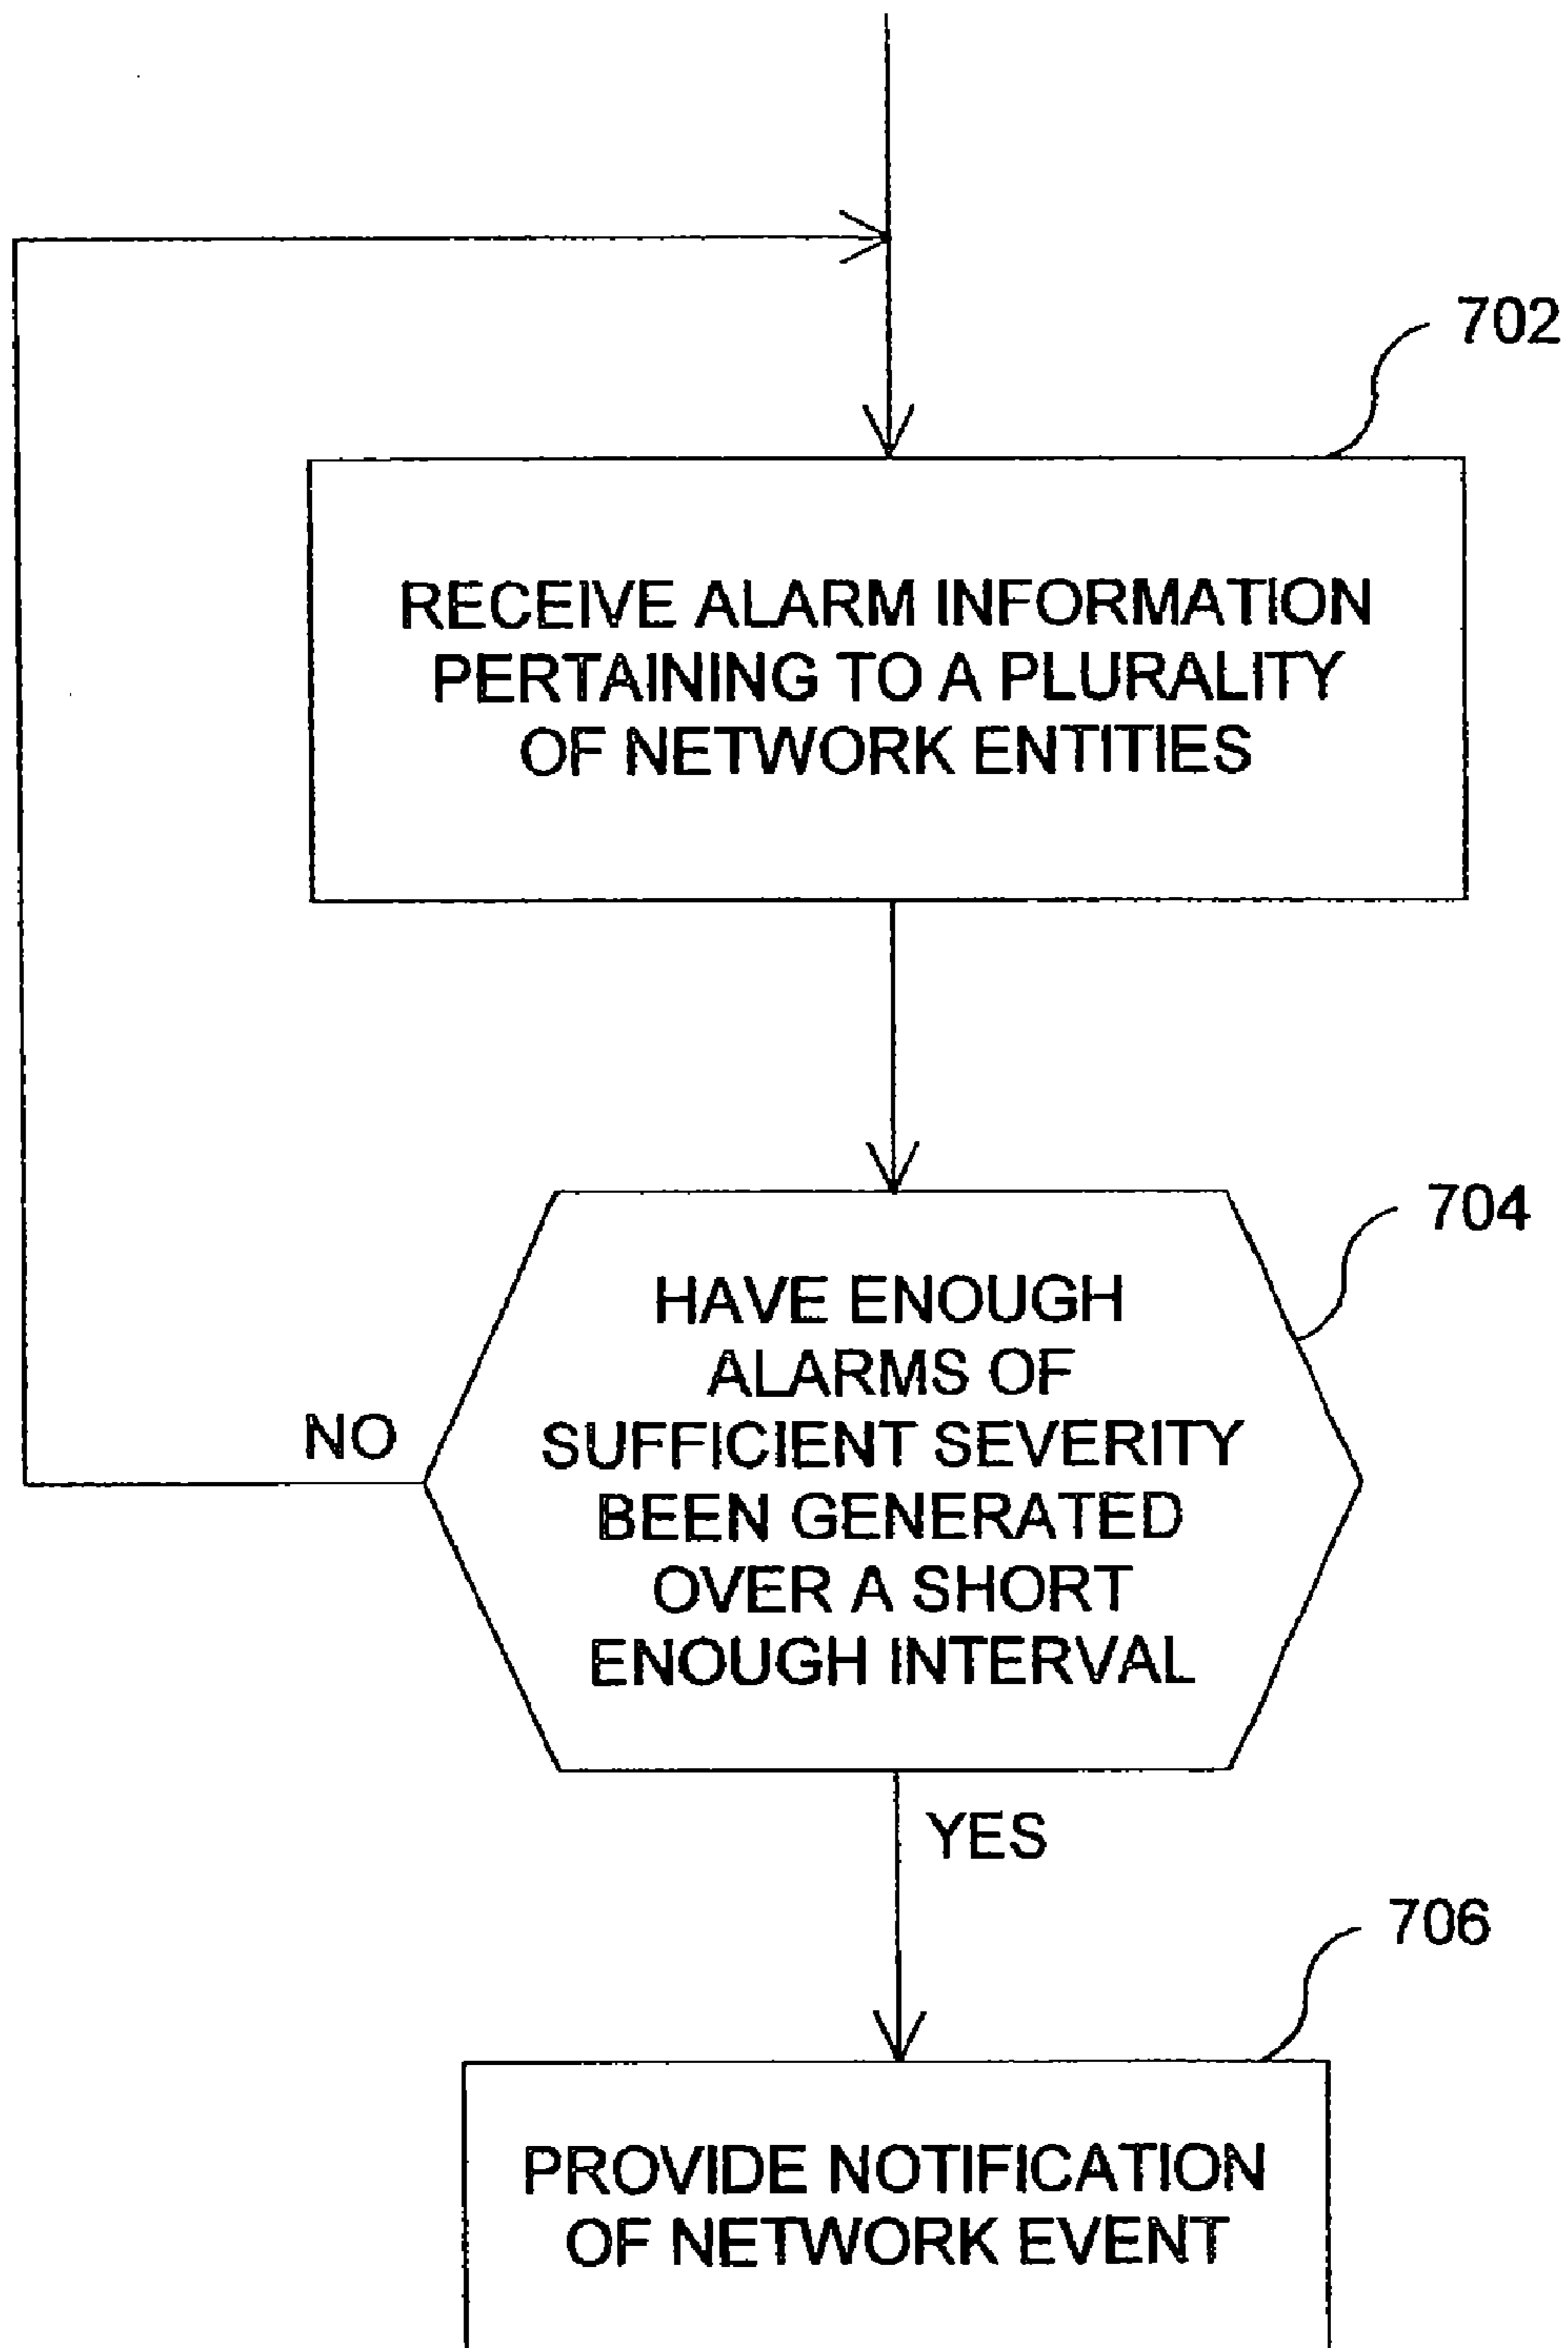 702
RECEIVE ALARM INFORMATION
PERTAINING TO A PLURALITY
OF NETWORK ENTITIES
704
HAVE ENOUGH
ALARMS OF
SUFFICIENT SEVERITY
BEEN GENERATED
OVER A SHORT
ENOUGH INTERVAL
NO
YES
706
PROVIDE NOTIFICATION
OF NETWORK EVENT